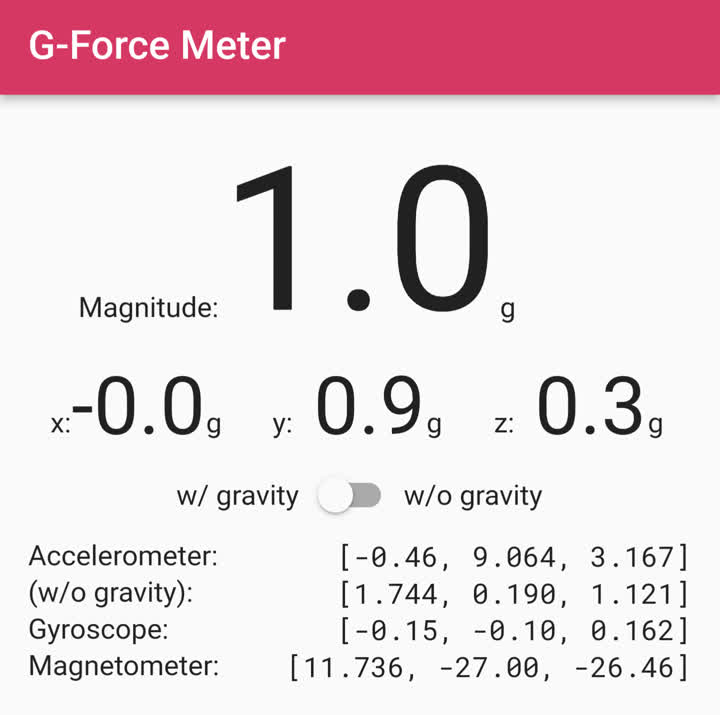 G-Force Meter
Magnitude: 1.0 g
x: -0.0 g y: 0.9 g z: 0.3 g
w/ gravity w/o gravity
Accelerometer: [-0.46, 9.064, 3.167]
(w/o gravity): [1.744, 0.190, 1.121]
Gyroscope: [-0.15, -0.10, 0.162]
Magnetometer: [11.736, -27.00, -26.46]